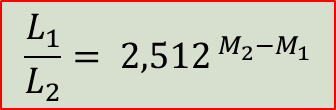 L₁/L₂ = 2,512^(M₂−M₁)